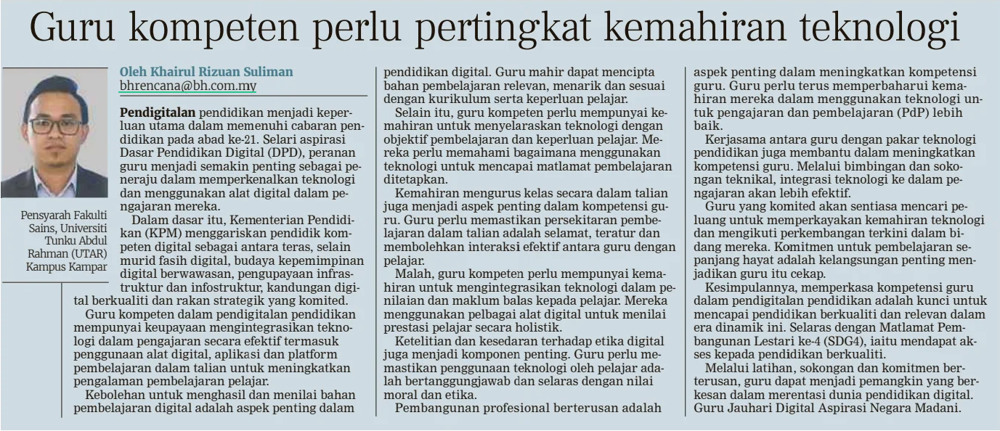 Guru kompeten perlu pertingkat kemahiran teknologi
Pensyarah Fakulti
Sains, Universiti
Tunku Abdul
Rahman (UTAR)
Kampus Kampar
Oleh Khairul Rizuan Suliman
bhrencana@bh.com.my
Pendigitalan pendidikan menjadi keper-
luan utama dalam memenuhi cabaran pen-
didikan pada abad ke-21. Selari aspirasi
Dasar Pendidikan Digital (DPD), peranan
guru menjadi semakin penting sebagai pe-
neraju dalam memperkenalkan teknologi
dan menggunakan alat digital dalam pe-
ngajaran mereka.
Dalam dasar itu, Kementerian Pendidi-
kan (KPM) menggariskan pendidik kom-
peten digital sebagai antara teras, selain
murid fasih digital, budaya kepemimpinan
digital berwawasan, pengupayaan infras-
truktur dan infostruktur, kandungan digi-
tal berkualiti dan rakan strategik yang komited.
Guru kompeten dalam pendigitalan pendidikan
mempunyai keupayaan mengintegrasikan tekno-
logi dalam pengajaran secara efektif termasuk
penggunaan alat digital, aplikasi dan platform
pembelajaran dalam talian untuk meningkatkan
pengalaman pembelajaran pelajar.
Kebolehan untuk menghasil dan menilai bahan
pembelajaran digital adalah aspek penting dalam
pendidikan digital. Guru mahir dapat mencipta
bahan pembelajaran relevan, menarik dan sesuai
dengan kurikulum serta keperluan pelajar.
Selain itu, guru kompeten perlu mempunyai ke-
mahiran untuk menyelaraskan teknologi dengan
objektif pembelajaran dan keperluan pelajar. Me-
reka perlu memahami bagaimana menggunakan
teknologi untuk mencapai matlamat pembelajaran
ditetapkan.
Kemahiran mengurus kelas secara dalam talian
juga menjadi aspek penting dalam kompetensi gu-
ru. Guru perlu memastikan persekitaran pembe-
lajaran dalam talian adalah selamat, teratur dan
membolehkan interaksi efektif antara guru dengan
pelajar.
Malah, guru kompeten perlu mempunyai kema-
hiran untuk mengintegrasikan teknologi dalam pe-
nilaian dan maklum balas kepada pelajar. Mereka
menggunakan pelbagai alat digital untuk menilai
prestasi pelajar secara holistik.
Ketelitian dan kesedaran terhadap etika digital
juga menjadi komponen penting. Guru perlu me-
mastikan penggunaan teknologi oleh pelajar ada-
lah bertanggungjawab dan selaras dengan nilai
moral dan etika.
Pembangunan profesional berterusan adalah
aspek penting dalam meningkatkan kompetensi
guru. Guru perlu terus memperbaharui kema-
hiran mereka dalam menggunakan teknologi un-
tuk pengajaran dan pembelajaran (PdP) lebih
baik.
Kerjasama antara guru dengan pakar teknologi
pendidikan juga membantu dalam meningkatkan
kompetensi guru. Melalui bimbingan dan soko-
ngan teknikal, integrasi teknologi ke dalam pe-
ngajaran akan lebih efektif.
Guru yang komited akan sentiasa mencari pe-
luang untuk memperkayakan kemahiran teknologi
dan mengikuti perkembangan terkini dalam bi-
dang mereka. Komitmen untuk pembelajaran se-
panjang hayat adalah kelangsungan penting men-
jadikan guru itu cekap.
Kesimpulannya, memperkasa kompetensi guru
dalam pendigitalan pendidikan adalah kunci untuk
mencapai pendidikan berkualiti dan relevan dalam
era dinamik ini. Selaras dengan Matlamat Pem-
bangunan Lestari ke-4 (SDG4), iaitu mendapat ak-
ses kepada pendidikan berkualiti.
Melalui latihan, sokongan dan komitmen ber-
terusan, guru dapat menjadi pemangkin yang ber-
kesan dalam merentasi dunia pendidikan digital.
Guru Jauhari Digital Aspirasi Negara Madani.